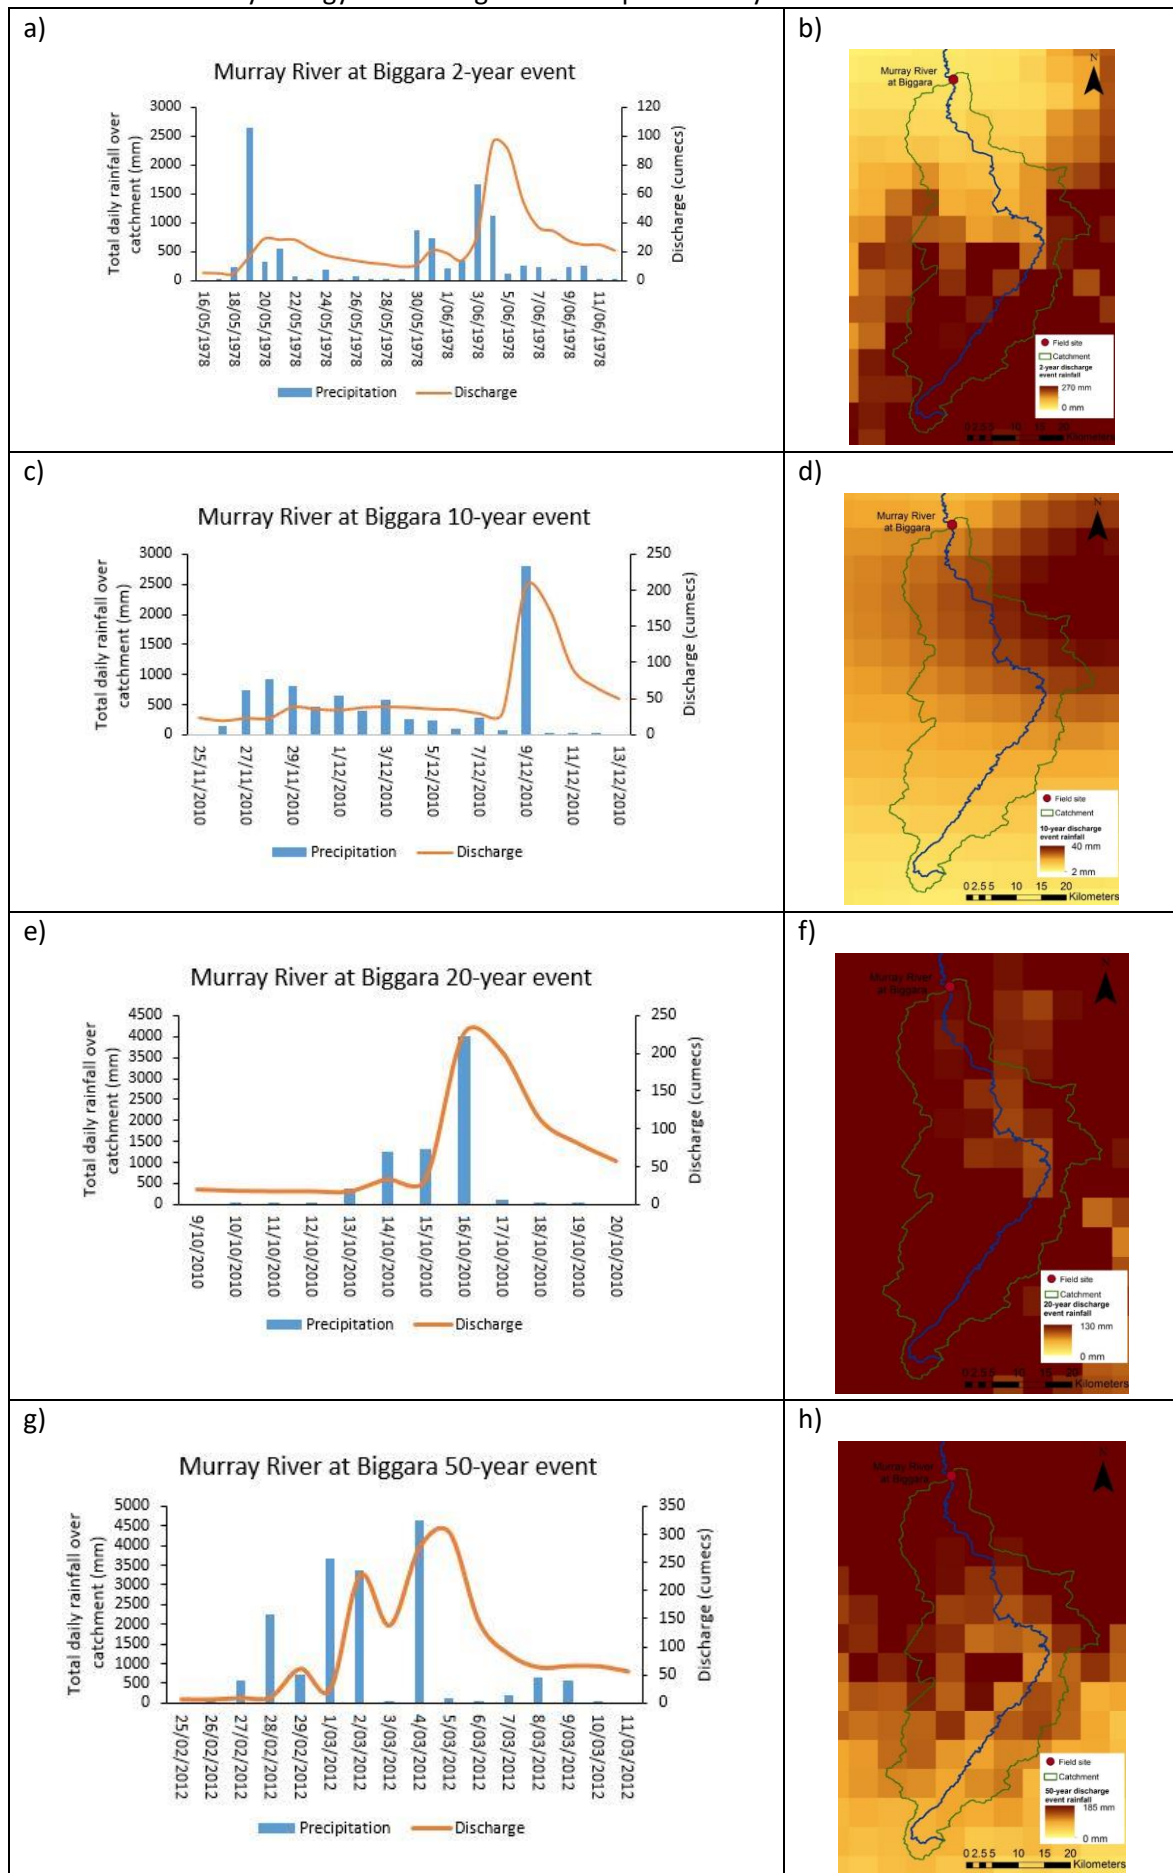 a)
Murray River at Biggara 2-year event
Total daily rainfall over
catchment (mm)
3000
2500
2000
1500
1000
500
0
120
100
80
60
40
20
0
Discharge (cumecs)
16/05/1978
18/05/1978
20/05/1978
22/05/1978
24/05/1978
26/05/1978
28/05/1978
30/05/1978
1/06/1978
3/06/1978
5/06/1978
7/06/1978
9/06/1978
11/06/1978
Precipitation
Discharge
b)
N
Murray River
at Biggara
Field site
Catchment
2-year discharge
event rainfall
270 mm
0 mm
0 2.5 5 10 15 20
Kilometers
c)
Murray River at Biggara 10-year event
Total daily rainfall over
catchment (mm)
3000
2500
2000
1500
1000
500
0
250
200
150
100
50
0
Discharge (cumecs)
25/11/2010
27/11/2010
29/11/2010
1/12/2010
3/12/2010
5/12/2010
7/12/2010
9/12/2010
11/12/2010
13/12/2010
Precipitation
Discharge
d)
N
Murray River
at Biggara
Field site
Catchment
10-year discharge
event rainfall
40 mm
2 mm
0 2.5 5 10 15 20
Kilometers
e)
Murray River at Biggara 20-year event
Total daily rainfall over
catchment (mm)
4500
4000
3500
3000
2500
2000
1500
1000
500
0
250
200
150
100
50
0
Discharge (cumecs)
9/10/2010
10/10/2010
11/10/2010
12/10/2010
13/10/2010
14/10/2010
15/10/2010
16/10/2010
17/10/2010
18/10/2010
19/10/2010
20/10/2010
Precipitation
Discharge
f)
N
Murray River
at Biggara
Field site
Catchment
20-year discharge
event rainfall
130 mm
0 mm
0 2.5 5 10 15 20
Kilometers
g)
Murray River at Biggara 50-year event
Total daily rainfall over
catchment (mm)
5000
4500
4000
3500
3000
2500
2000
1500
1000
500
0
350
300
250
200
150
100
50
0
Discharge (cumecs)
25/02/2012
26/02/2012
27/02/2012
28/02/2012
29/02/2012
1/03/2012
2/03/2012
3/03/2012
4/03/2012
5/03/2012
6/03/2012
7/03/2012
8/03/2012
9/03/2012
10/03/2012
11/03/2012
Precipitation
Discharge
h)
N
Murray River
at Biggara
Field site
Catchment
50-year discharge
event rainfall
185 mm
0 mm
0 2.5 5 10 15 20
Kilometers